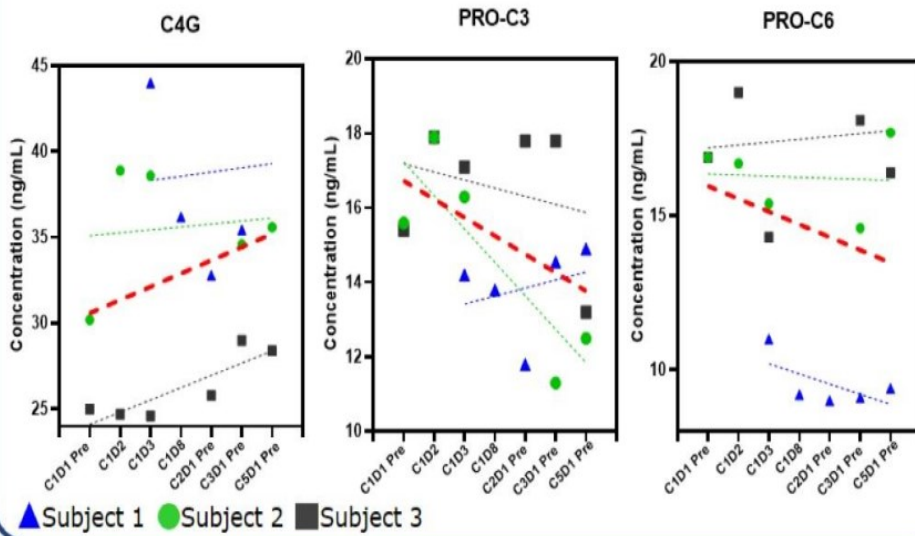 C4G
Concentration (ng/mL)
45
40
35
30
25
C1D1 Pre
C1D2
C1D3
C1D8
C2D1 Pre
C3D1 Pre
C5D1 Pre
PRO-C3
Concentration (ng/mL)
20
18
16
14
12
10
C1D1 Pre
C1D2
C1D3
C1D8
C2D1 Pre
C3D1 Pre
C5D1 Pre
PRO-C6
Concentration (ng/mL)
20
15
10
C1D1 Pre
C1D2
C1D3
C1D8
C2D1 Pre
C3D1 Pre
C5D1 Pre
Subject 1 Subject 2 Subject 3